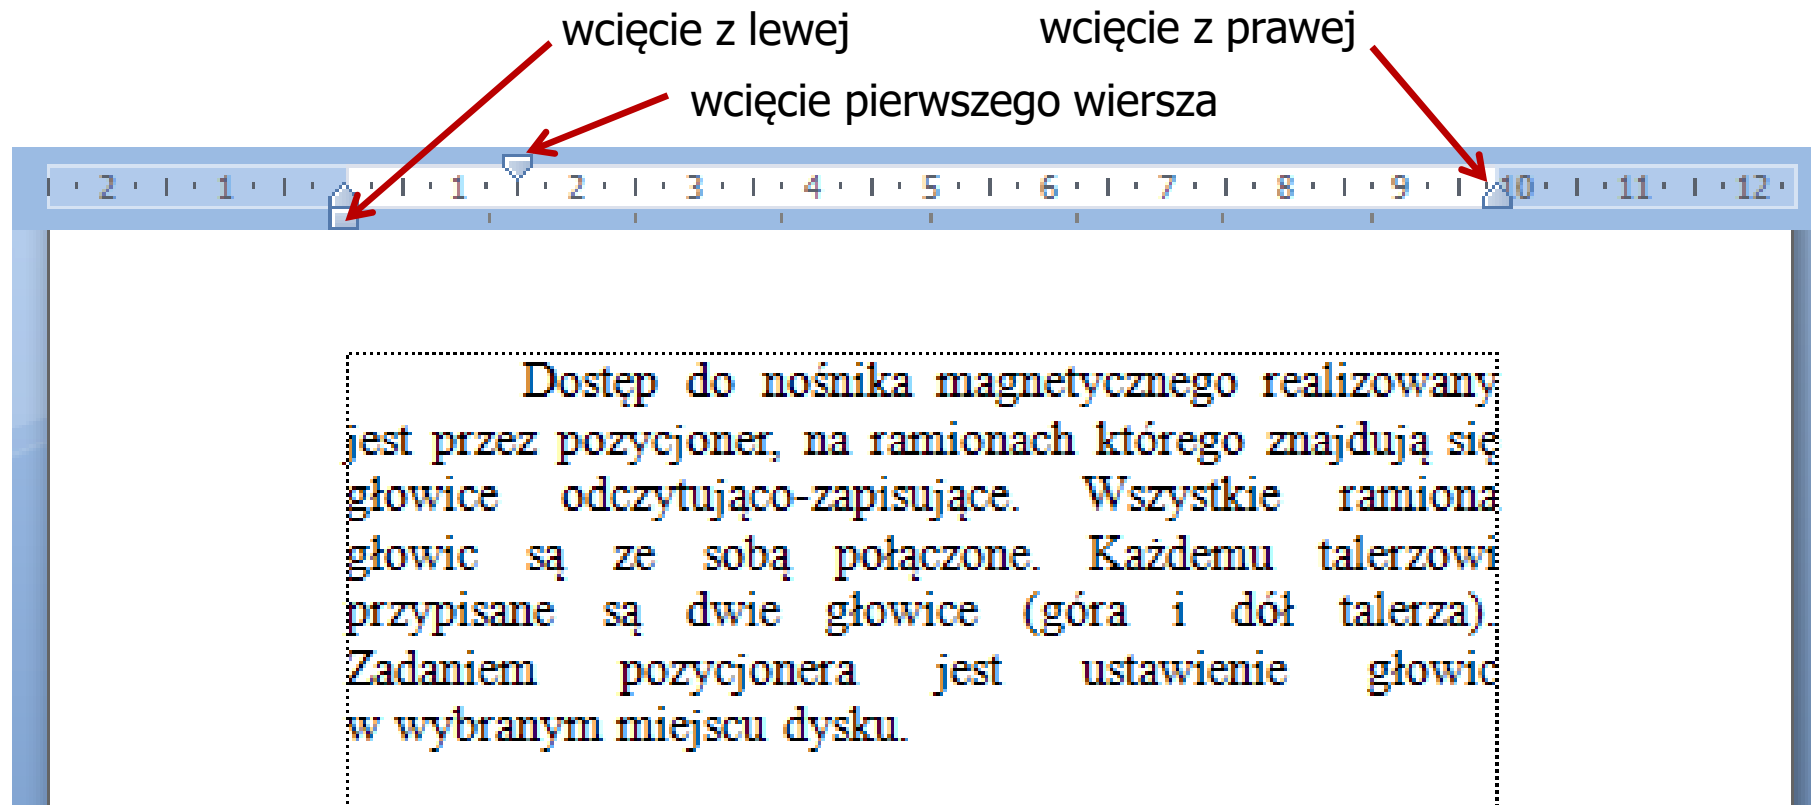 wcięcie z lewej
wcięcie z prawej
wcięcie pierwszego wiersza
2 1 1 2 3 4 5 6 7 8 9 10 11 12
Dostęp do nośnika magnetycznego realizowany
jest przez pozycjoner, na ramionach którego znajdują się
głowice odczytująco-zapisujące. Wszystkie ramiona
głowic są ze sobą połączone. Każdemu talerzowi
przypisane są dwie głowice (góra i dół talerza).
Zadaniem pozycjonera jest ustawienie głowic
w wybranym miejscu dysku.